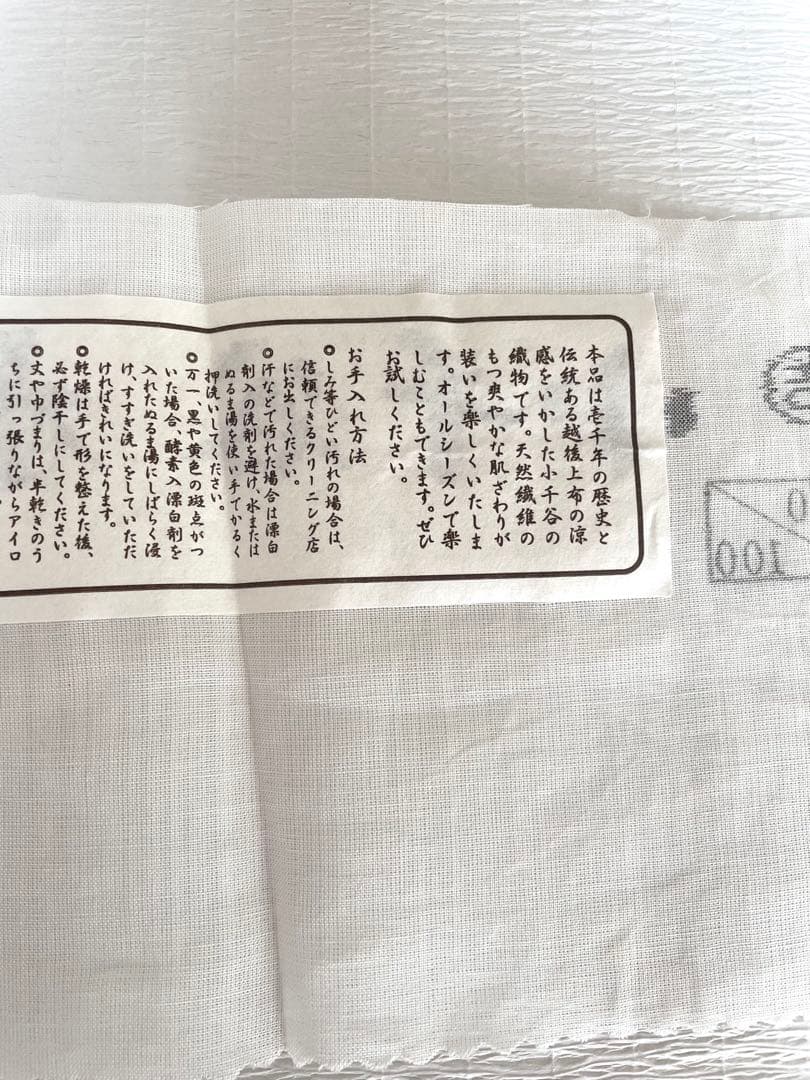 本品は壱千年の歴史と
伝統ある越後上布の涼
感をいかした小千谷の
織物です。天然繊維の
もつ爽やかな肌ざわりが
装いを楽しくいたしま
す。オールシーズンで楽
しむこともできます。ぜひ
お試しください。
お手入れ方法
◎しみ等ひどい汚れの場合は、
信頼できるクリーニング店
にお出しください。
◎汗などで汚れた場合は漂白
剤入の洗剤を避け、水または
ぬるま湯を使い手でかるく
押洗いしてください。
◎万一、黒や黄色の斑点がつ
いた場合、酵素入漂白剤を
入れたぬるま湯にしばらく浸
け、すすぎ洗いをしていただ
ければきれいになります。
◎乾燥は手で形を整えた後、
必ず陰干しにしてください。
◎丈やゆづまりは、半乾きのう
ちに引っ張りながらアイロ
0
100